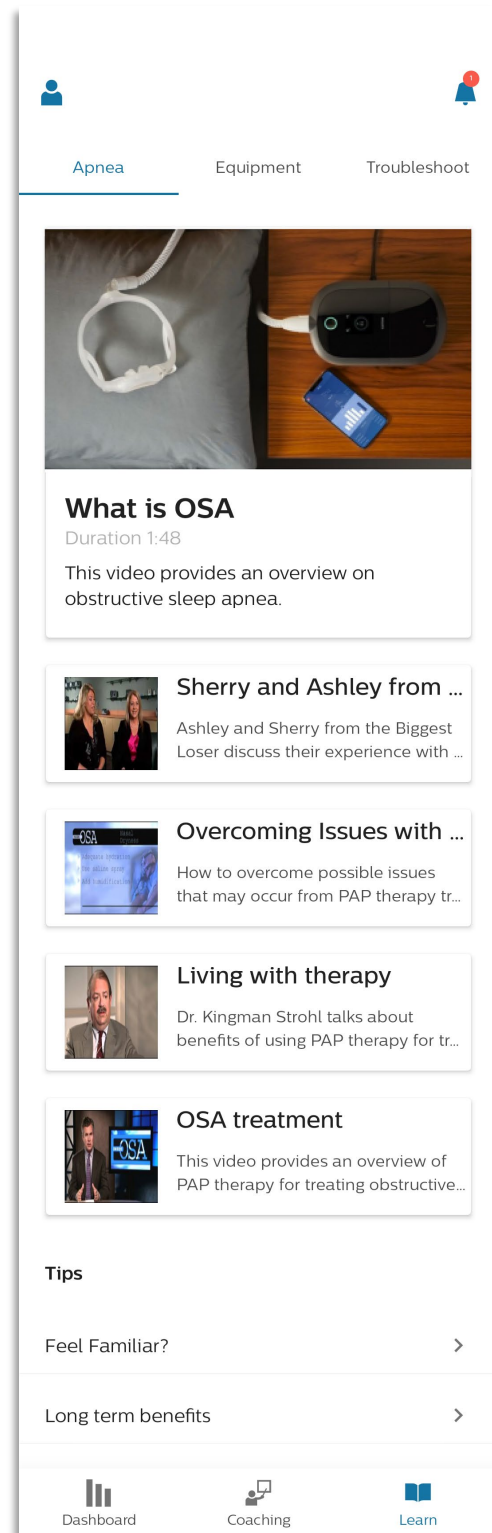 1
Apnea Equipment Troubleshoot
What is OSA
Duration 1:48
This video provides an overview on
obstructive sleep apnea.
Sherry and Ashley from ...
Ashley and Sherry from the Biggest
Loser discuss their experience with ...
OSA
Overcoming Issues with ...
How to overcome possible issues
that may occur from PAP therapy tr...
Living with therapy
Dr. Kingman Strohl talks about
benefits of using PAP therapy for tr...
OSA
OSA treatment
This video provides an overview of
PAP therapy for treating obstructive...
Tips
Feel Familiar?
Long term benefits
Dashboard Coaching Learn